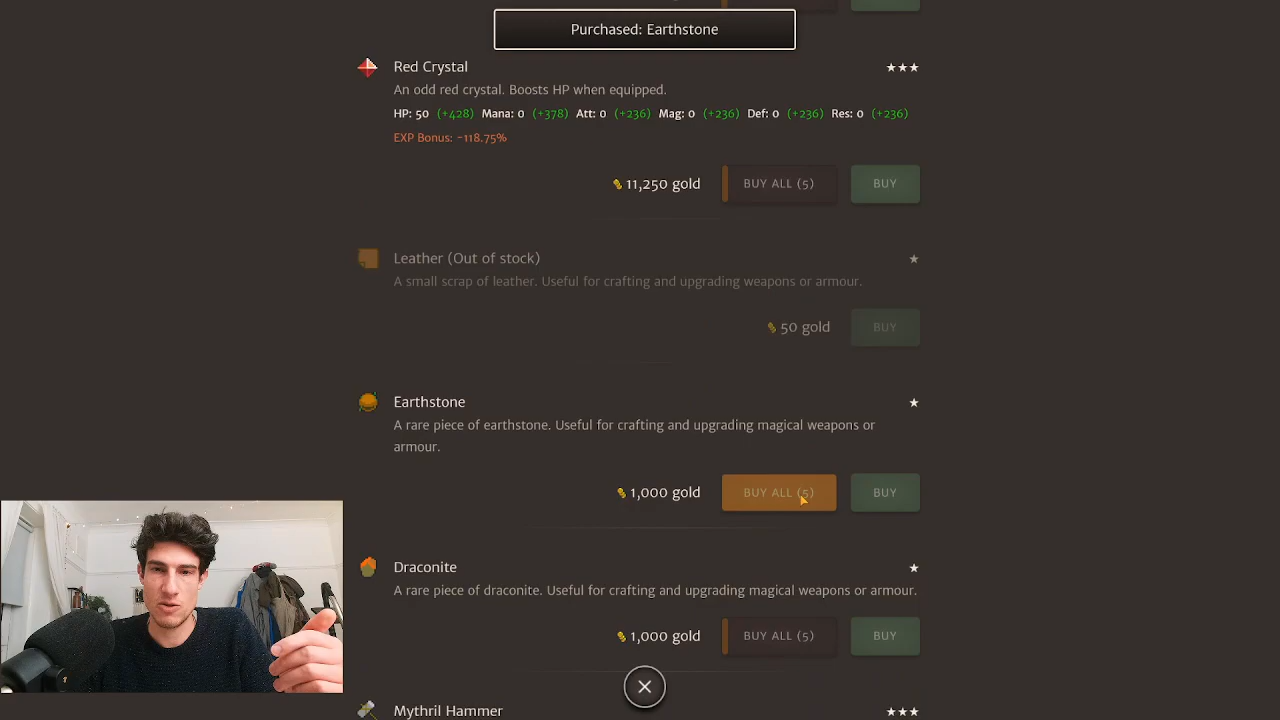 Purchased: Earthstone
Red Crystal ★★★
An odd red crystal. Boosts HP when equipped.
HP: 50 (+428) Mana: 0 (+378) Att: 0 (+236) Mag: 0 (+236) Def: 0 (+236) Res: 0 (+236)
EXP Bonus: -118.75%
11,250 gold BUY ALL (5) BUY
Leather (Out of stock) ★
A small scrap of leather. Useful for crafting and upgrading weapons or armour.
50 gold BUY
Earthstone ★
A rare piece of earthstone. Useful for crafting and upgrading magical weapons or
armour.
1,000 gold BUY ALL (5) BUY
Draconite ★
A rare piece of draconite. Useful for crafting and upgrading magical weapons or armour.
1,000 gold BUY ALL (5) BUY
Mythril Hammer ★★★